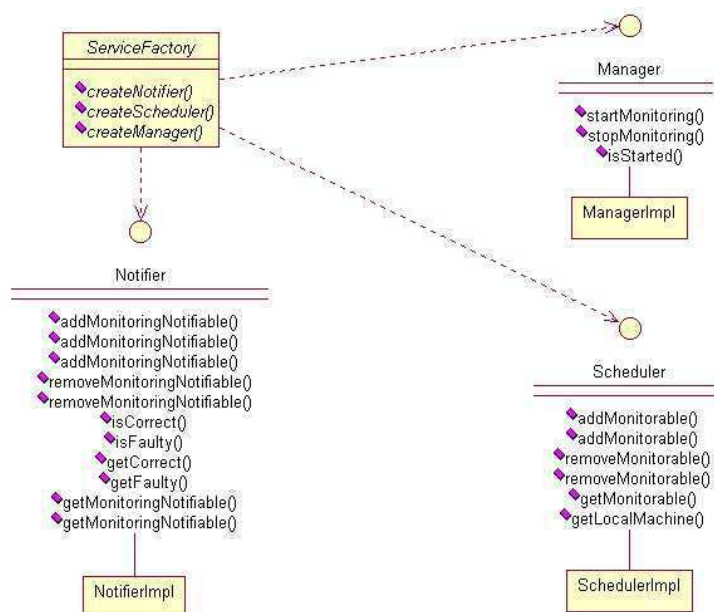 ServiceFactory
createNotifier()
createScheduler()
createManager()
Manager
startMonitoring()
stopMonitoring()
isStarted()
ManagerImpl
Notifier
addMonitoringNotifiable()
addMonitoringNotifiable()
addMonitoringNotifiable()
removeMonitoringNotifiable()
removeMonitoringNotifiable()
isCorrect()
isFaulty()
getCorrect()
getFaulty()
getMonitoringNotifiable()
getMonitoringNotifiable()
NotifierImpl
Scheduler
addMonitorable()
addMonitorable()
removeMonitorable()
removeMonitorable()
getMonitorable()
getLocalMachine()
SchedulerImpl